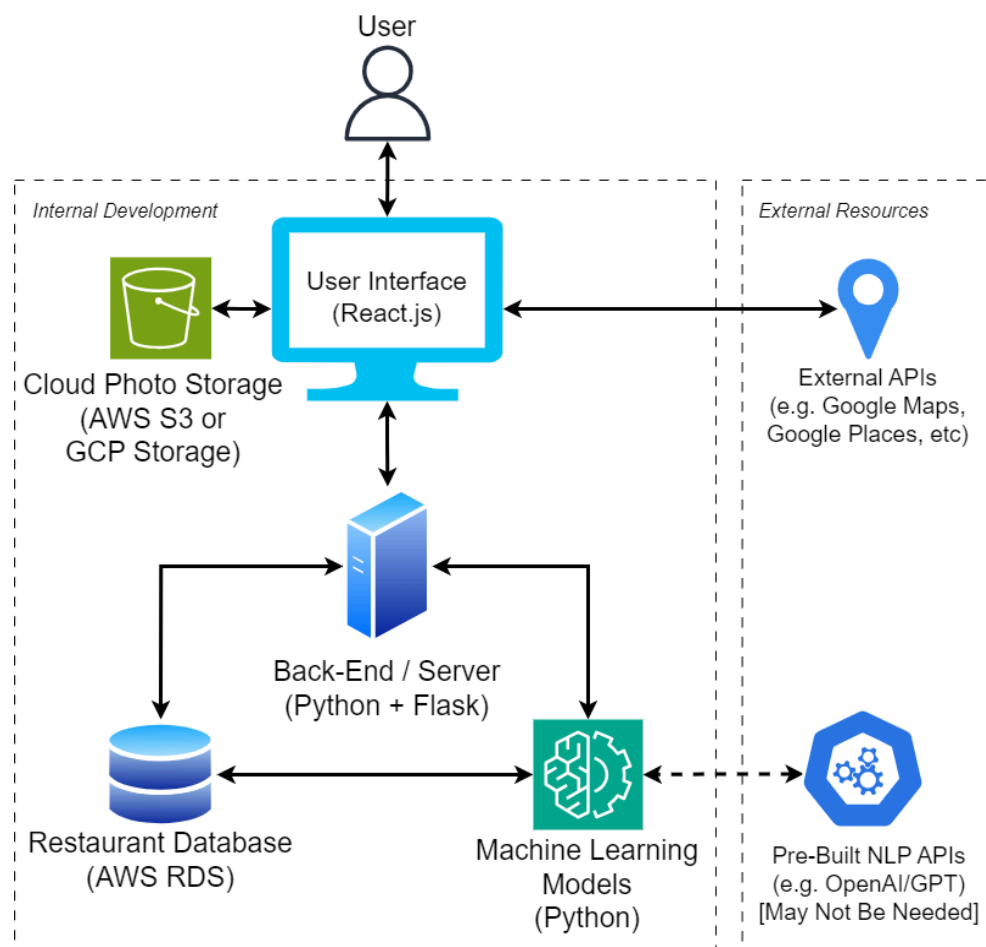 User
Internal Development
External Resources
User Interface
(React.js)
Cloud Photo Storage
(AWS S3 or
GCP Storage)
External APIs
(e.g. Google Maps,
Google Places, etc)
Back-End / Server
(Python + Flask)
Restaurant Database
(AWS RDS)
Machine Learning
Models
(Python)
Pre-Built NLP APIs
(e.g. OpenAI/GPT)
[May Not Be Needed]